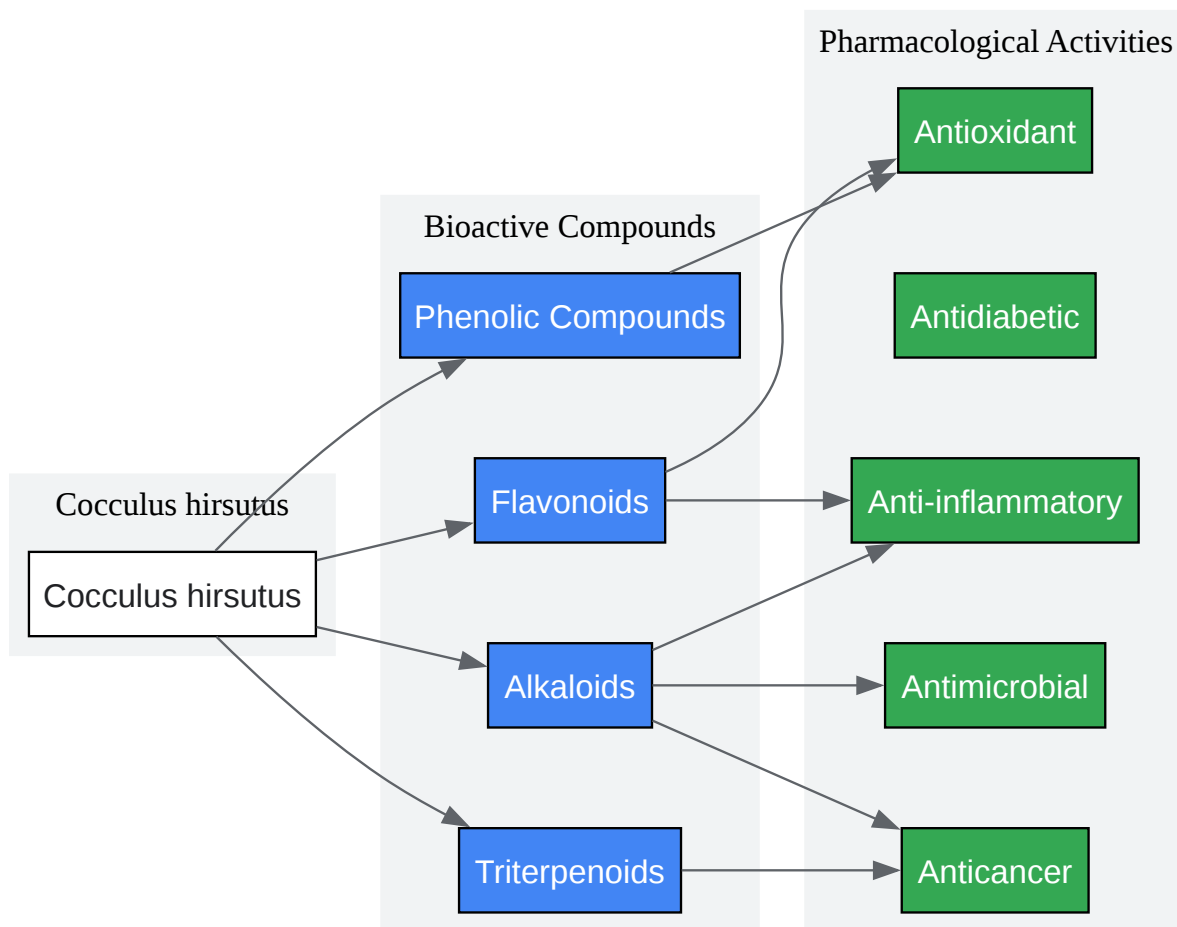 Cocculus hirsutus
Cocculus hirsutus
Bioactive Compounds
Phenolic Compounds
Flavonoids
Alkaloids
Triterpenoids
Pharmacological Activities
Antioxidant
Antidiabetic
Anti-inflammatory
Antimicrobial
Anticancer